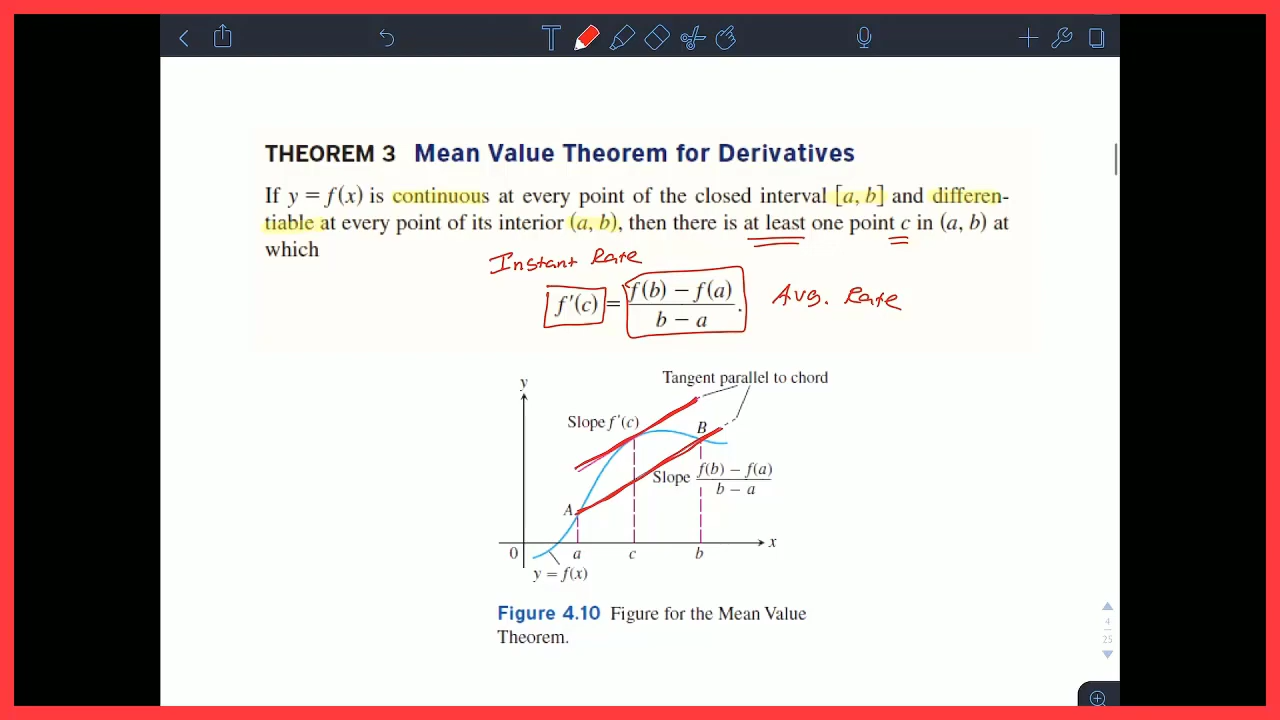 THEOREM 3 Mean Value Theorem for Derivatives
If y = f(x) is continuous at every point of the closed interval [a, b] and differen-
tiable at every point of its interior (a, b), then there is at least one point c in (a, b) at
which
Instant Rate
f'(c) = f(b) − f(a) / b − a . Avg. Rate
Tangent parallel to chord
y
Slope f'(c)
B
Slope f(b) − f(a) / b − a
A
0 a c b x
y = f(x)
Figure 4.10 Figure for the Mean Value
Theorem.
4
25